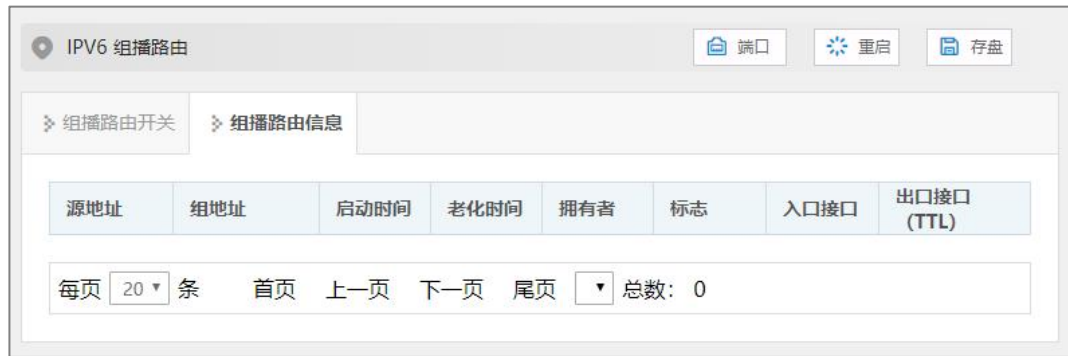 IPV6 组播路由 端口 重启 存盘
组播路由开关 组播路由信息
源地址 组地址 启动时间 老化时间 拥有者 标志 入口接口 出口接口
(TTL)
每页 20 条 首页 上一页 下一页 尾页 总数: 0